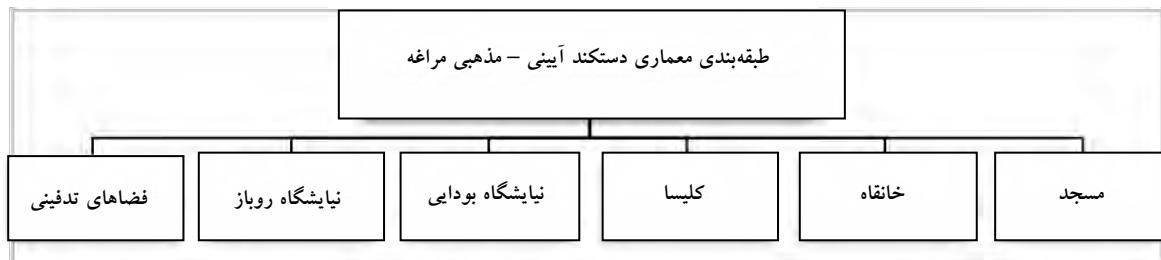 طبقه‌بندی معماری دستکند آیینی – مذهبی مراغه
مسجد
خانقاه
کلیسا
نیایشگاه بودایی
نیایشگاه روباز
فضاهای تدفینی